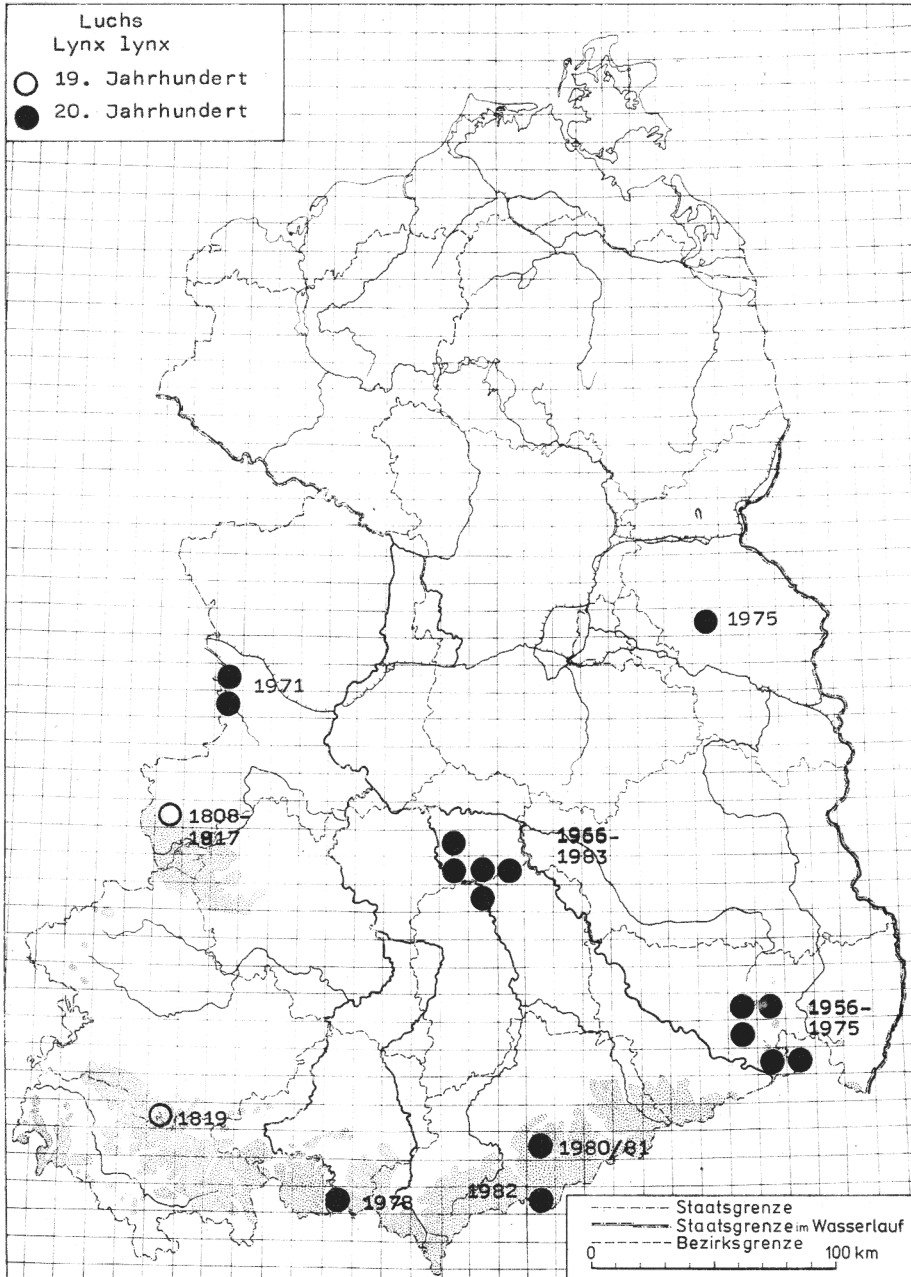 Luchs
Lynx lynx
19. Jahrhundert
20. Jahrhundert
1975
1971
1808-
1817
1966-
1983
1956-
1975
1819
1980/81
1982
1978
Staatsgrenze
Staatsgrenze im Wasserlauf
Bezirksgrenze
0 100 km